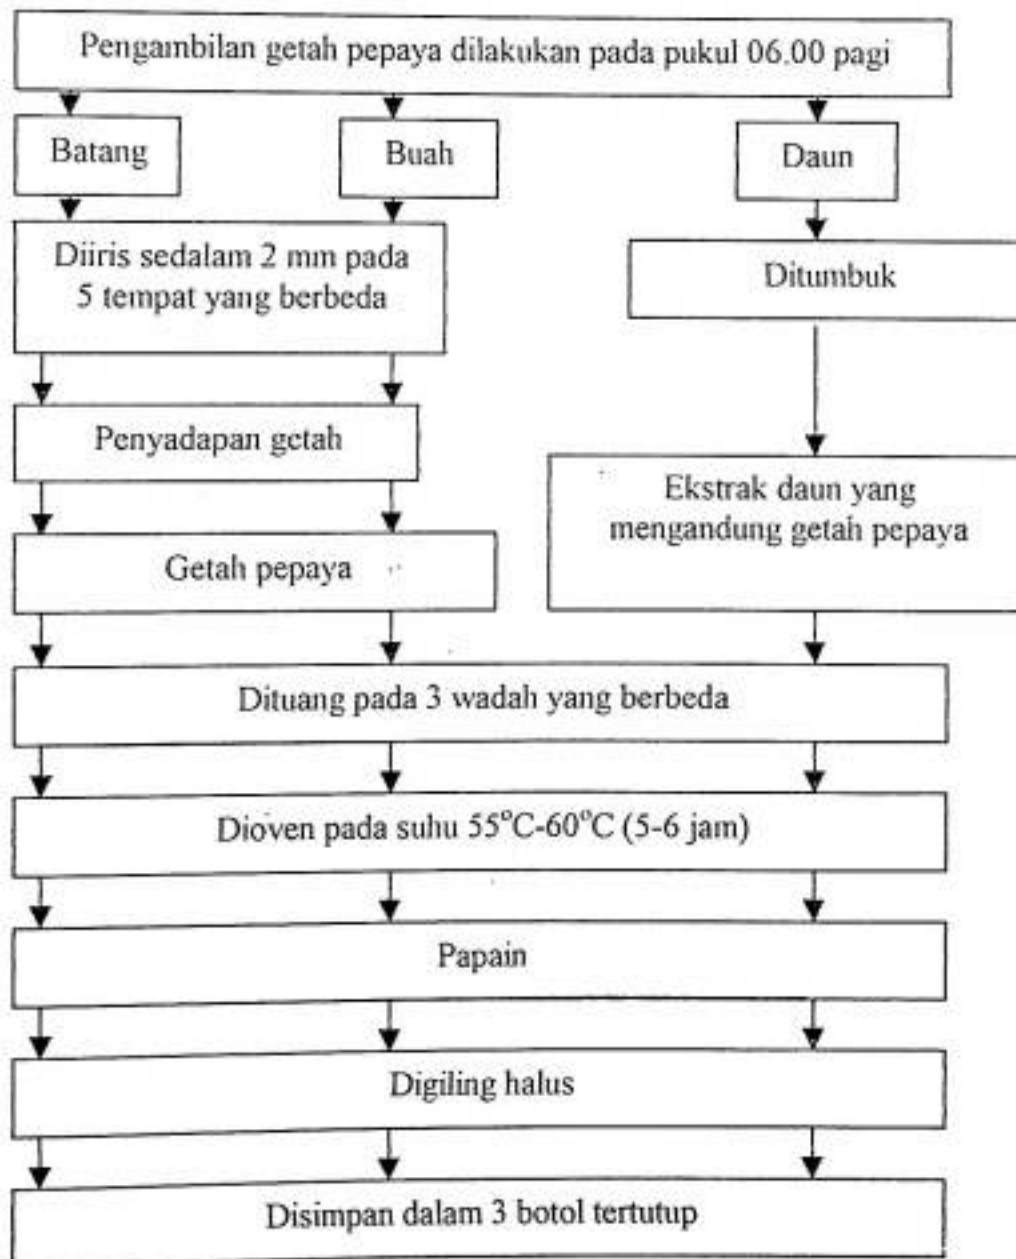 Pengambilan getah pepaya dilakukan pada pukul 06.00 pagi
Batang
Buah
Daun
Diiris sedalam 2 mm pada
5 tempat yang berbeda
Ditumbuk
Penyadapan getah
Ekstrak daun yang
mengandung getah pepaya
Getah pepaya
Dituang pada 3 wadah yang berbeda
Dioven pada suhu 55°C-60°C (5-6 jam)
Papain
Digiling halus
Disimpan dalam 3 botol tertutup